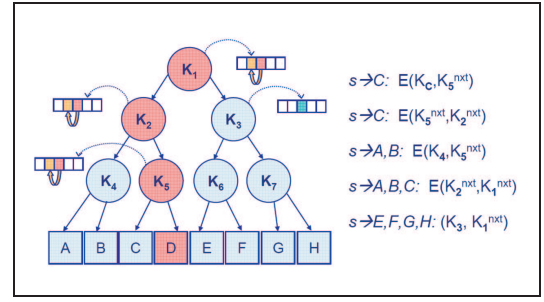 K1
s→C: E(KC,K5nxt)
K2
K3
s→C: E(K5nxt,K2nxt)
s→A,B: E(K4,K5nxt)
K4
K5
K6
K7
s→A,B,C: E(K2nxt,K1nxt)
s→E,F,G,H: (K3, K1nxt)
A B C D E F G H